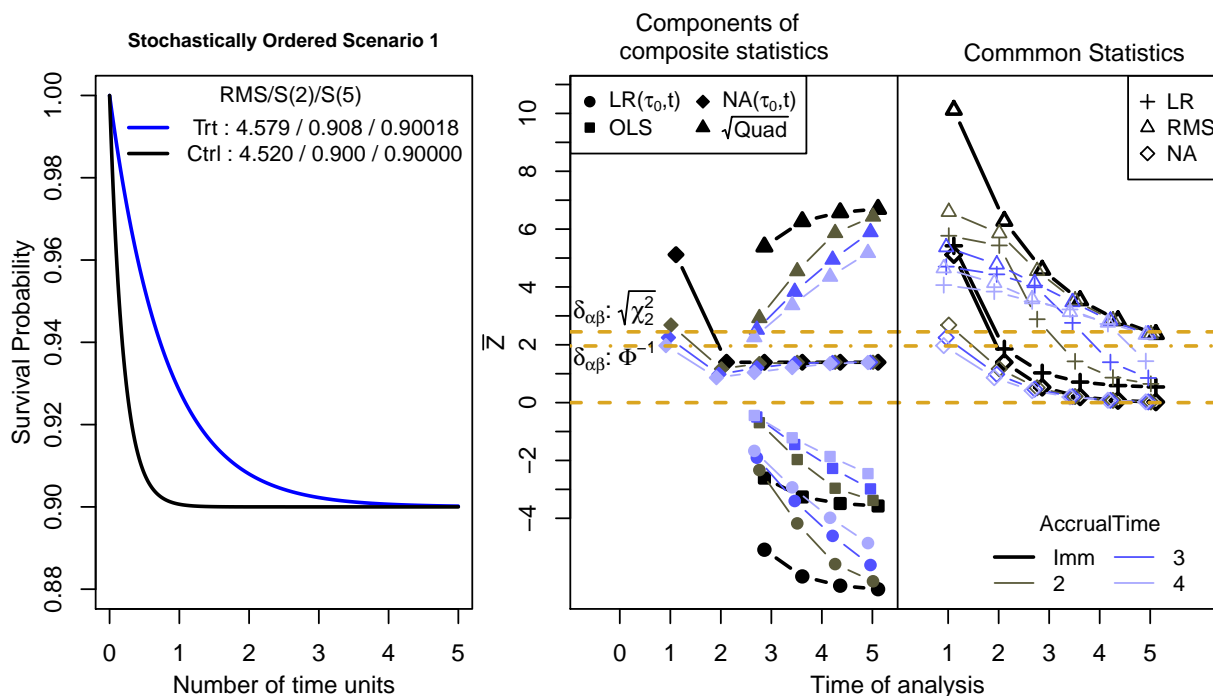 Stochastically Ordered Scenario 1
RMS/S(2)/S(5)
Trt : 4.579 / 0.908 / 0.90018
Ctrl : 4.520 / 0.900 / 0.90000
Survival Probability
1.00
0.98
0.96
0.94
0.92
0.90
0.88
0 1 2 3 4 5
Number of time units
Components of
composite statistics
LR(τ₀,t)
NA(τ₀,t)
OLS
√Quad
Z̅
10
8
6
4
2
0
−2
−4
δαβ: √χ²₂
δαβ: Φ⁻¹
0 1 2 3 4 5
Commmon Statistics
LR
RMS
NA
AccrualTime
Imm
3
2
4
1 2 3 4 5
Time of analysis